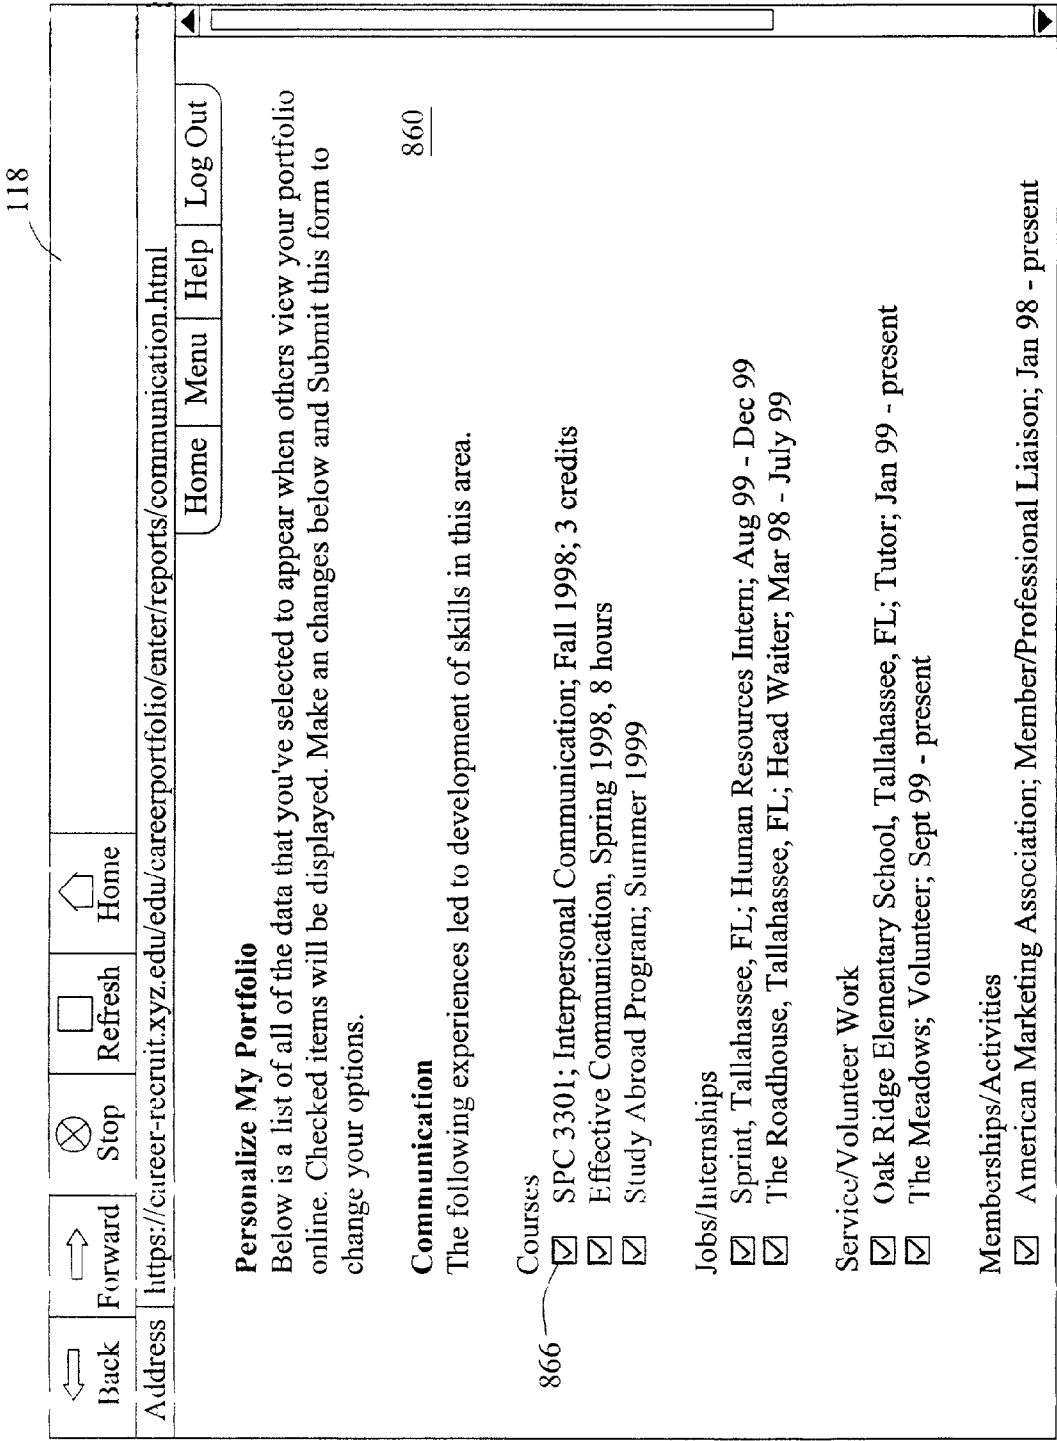 118
Back Forward Stop Refresh Home
Address https://career-recruit.xyz.edu/edu/careerportfolio/enter/reports/communication.html
Home Menu Help Log Out
Personalize My Portfolio
Below is a list of all of the data that you've selected to appear when others view your portfolio
online. Checked items will be displayed. Make an changes below and Submit this form to
change your options.
860
Communication
The following experiences led to development of skills in this area.
Courses
866
SPC 3301; Interpersonal Communication; Fall 1998; 3 credits
Effective Communication, Spring 1998, 8 hours
Study Abroad Program; Summer 1999
Jobs/Internships
Sprint, Tallahassee, FL; Human Resources Intern; Aug 99 - Dec 99
The Roadhouse, Tallahassee, FL; Head Waiter; Mar 98 - July 99
Service/Volunteer Work
Oak Ridge Elementary School, Tallahassee, FL; Tutor; Jan 99 - present
The Meadows; Volunteer; Sept 99 - present
Memberships/Activities
American Marketing Association; Member/Professional Liaison; Jan 98 - present